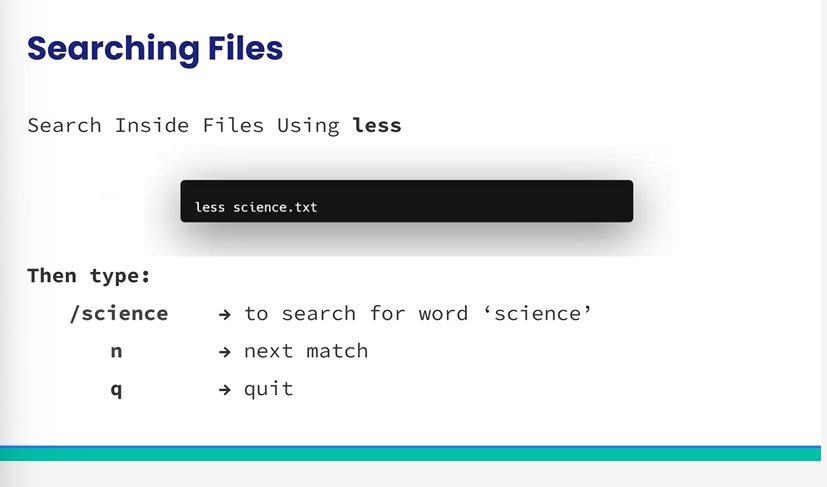 Searching Files
Search Inside Files Using less
less science.txt
Then type:
/science → to search for word ‘science’
n → next match
q → quit